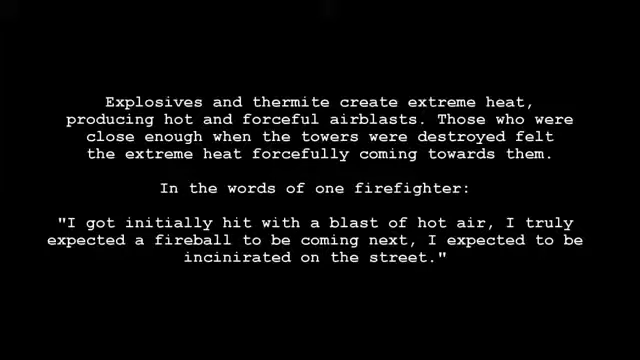 Explosives and thermite create extreme heat,
producing hot and forceful airblasts. Those who were
close enough when the towers were destroyed felt
the extreme heat forcefully coming towards them.
In the words of one firefighter:
"I got initially hit with a blast of hot air, I truly
expected a fireball to be coming next, I expected to be
incinirated on the street."